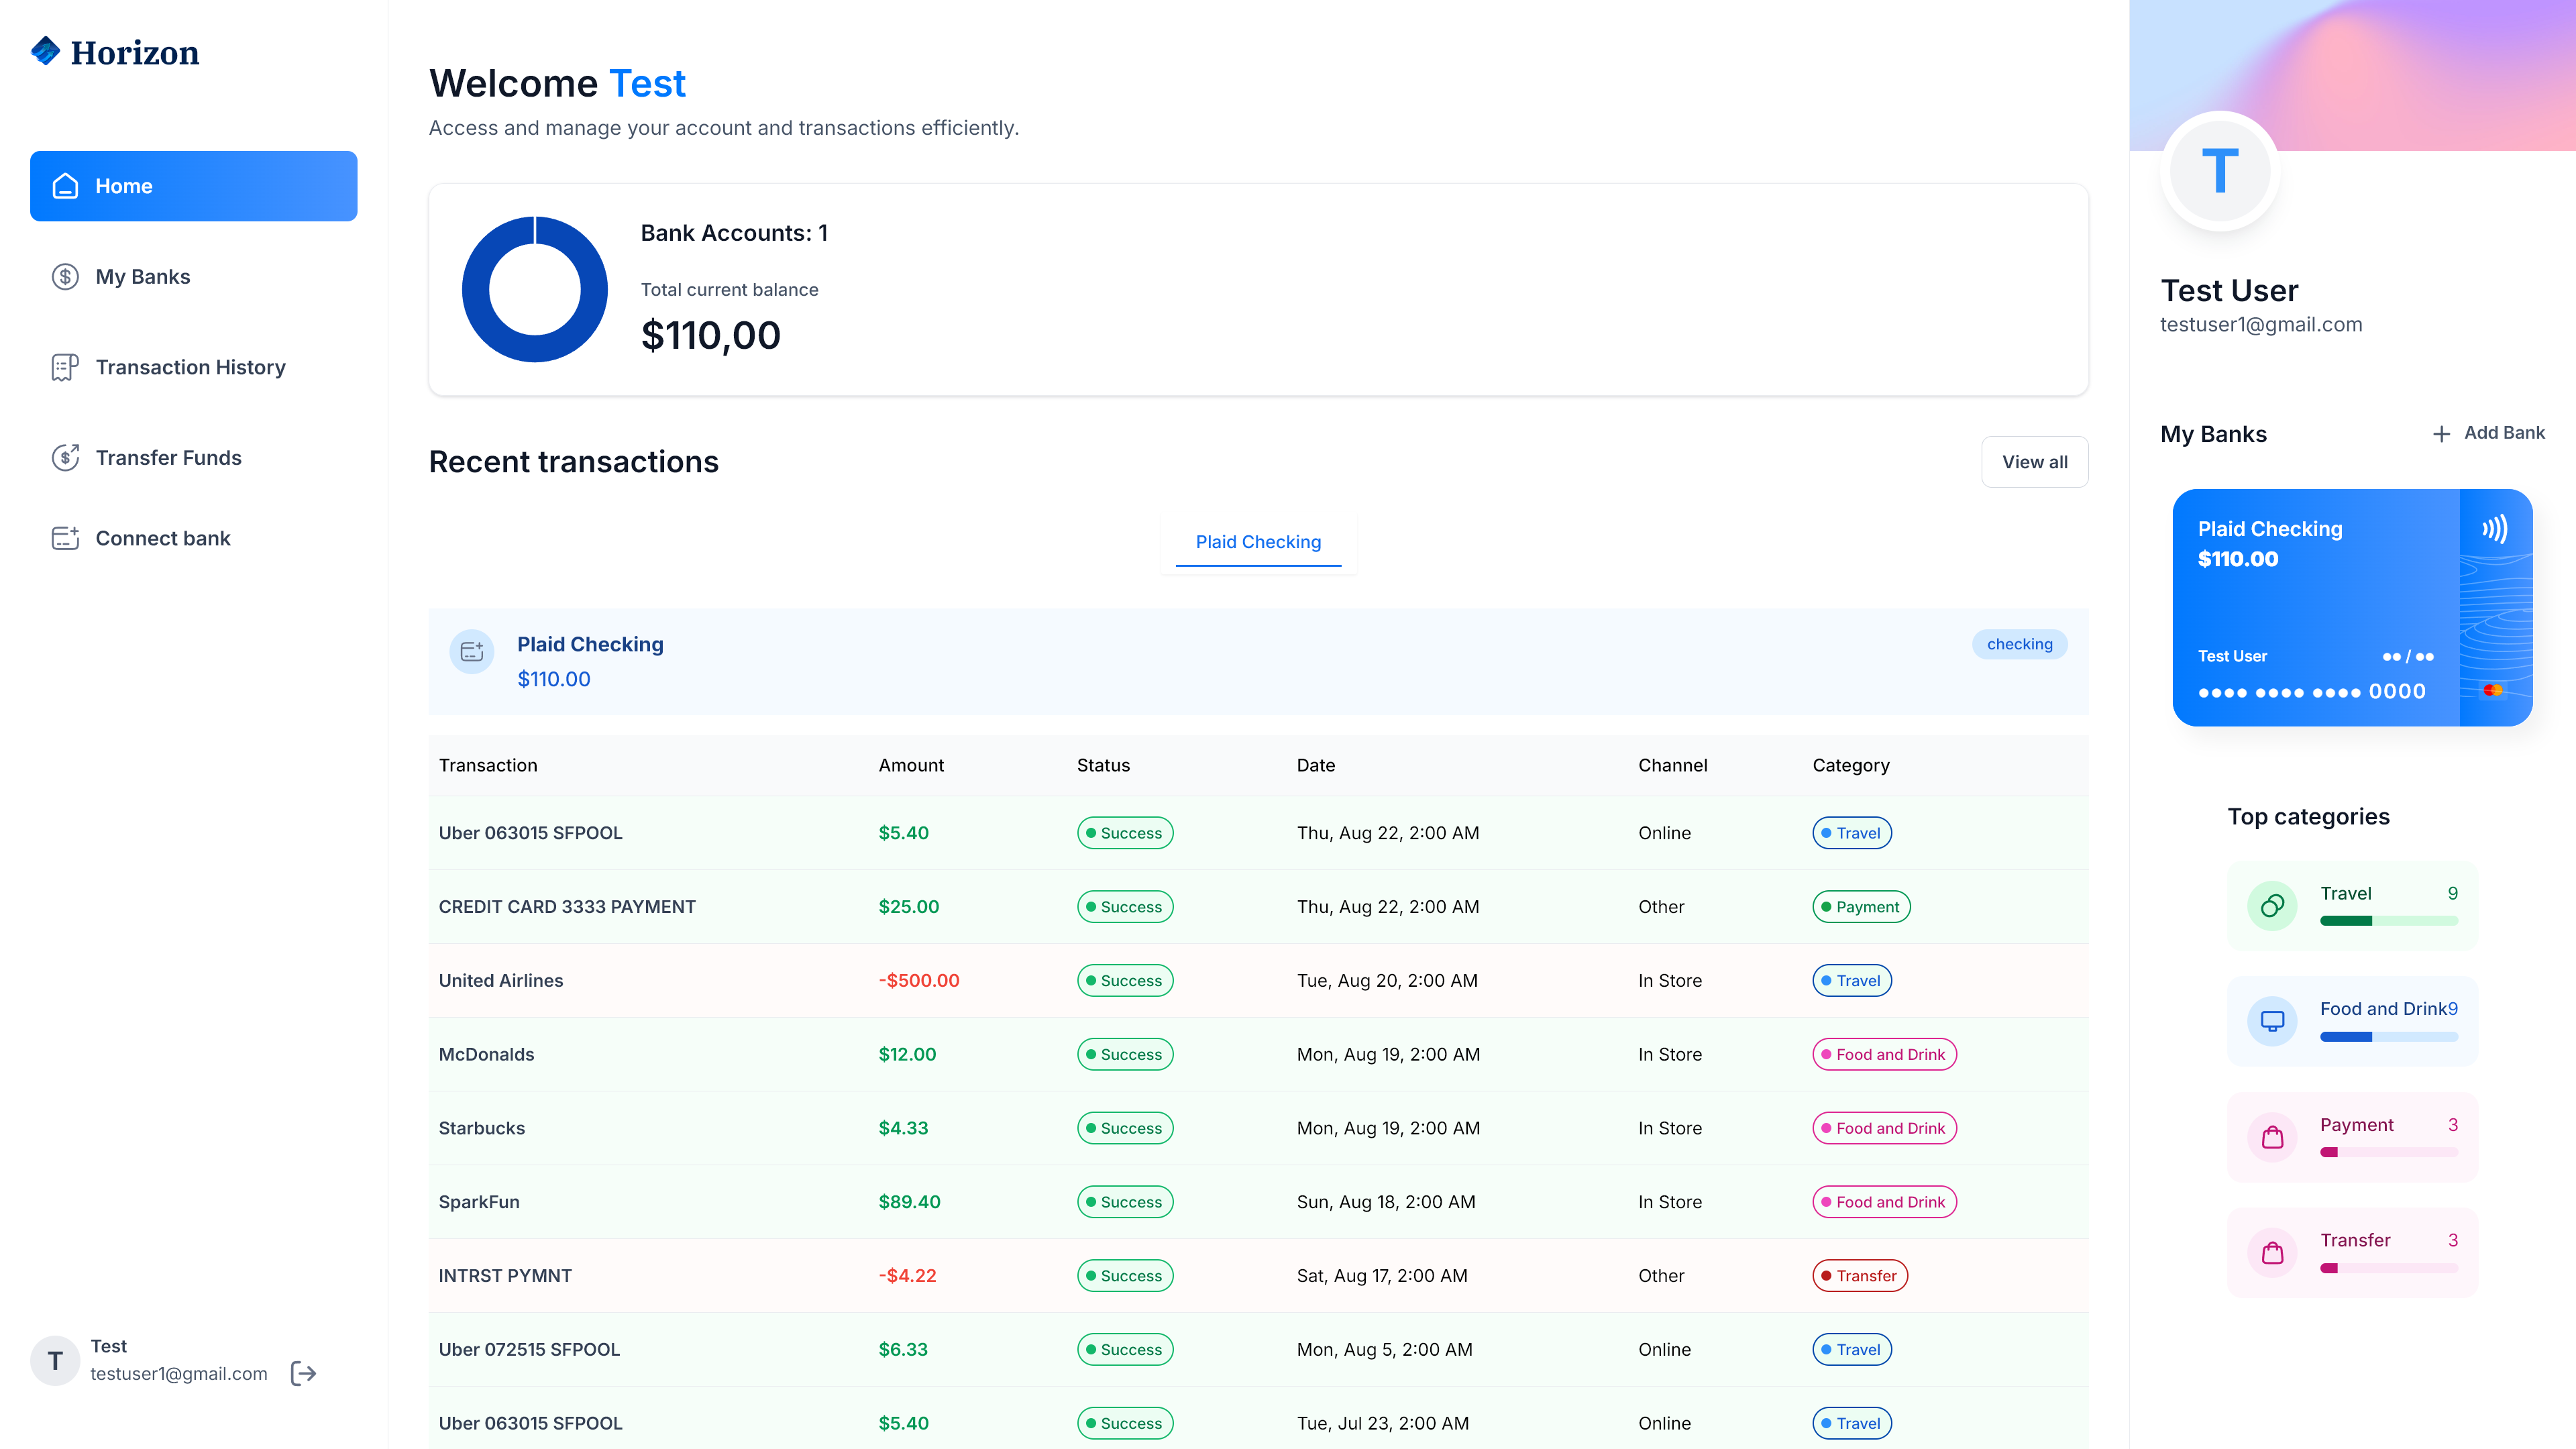 Horizon
Home
My Banks
Transaction History
Transfer Funds
Connect bank
T
Test
testuser1@gmail.com
Welcome Test
Access and manage your account and transactions efficiently.
Bank Accounts: 1
Total current balance
$110,00
Recent transactions
View all
Plaid Checking
Plaid Checking
$110.00
checking
Transaction Amount Status Date Channel Category
Uber 063015 SFPOOL $5.40 Success Thu, Aug 22, 2:00 AM Online Travel
CREDIT CARD 3333 PAYMENT $25.00 Success Thu, Aug 22, 2:00 AM Other Payment
United Airlines -$500.00 Success Tue, Aug 20, 2:00 AM In Store Travel
McDonalds $12.00 Success Mon, Aug 19, 2:00 AM In Store Food and Drink
Starbucks $4.33 Success Mon, Aug 19, 2:00 AM In Store Food and Drink
SparkFun $89.40 Success Sun, Aug 18, 2:00 AM In Store Food and Drink
INTRST PYMNT -$4.22 Success Sat, Aug 17, 2:00 AM Other Transfer
Uber 072515 SFPOOL $6.33 Success Mon, Aug 5, 2:00 AM Online Travel
Uber 063015 SFPOOL $5.40 Success Tue, Jul 23, 2:00 AM Online Travel
T
Test User
testuser1@gmail.com
My Banks
+ Add Bank
Plaid Checking
$110.00
Test User ●● / ●●
●●●● ●●●● ●●●● 0000
Top categories
Travel 9
Food and Drink9
Payment 3
Transfer 3